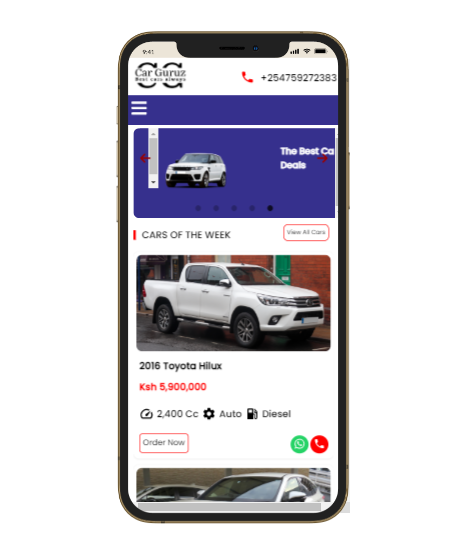 9:41
Car Guruz
Best cars always
+254759272383
The Best Ca
Deals
CARS OF THE WEEK
View All Cars
2016 Toyota Hilux
Ksh 5,900,000
2,400 Cc Auto Diesel
Order Now